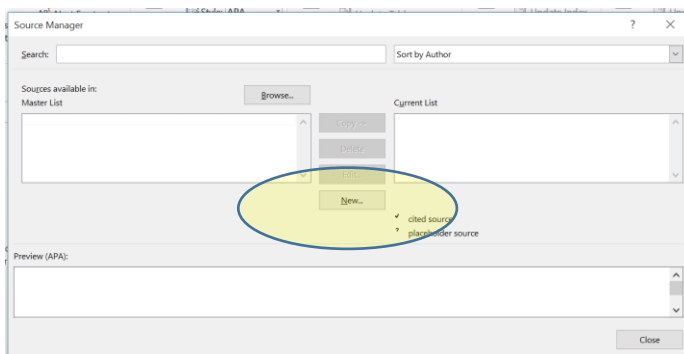 Source Manager ? ×
Search: Sort by Author
Sources available in:
Master List
Browse...
Current List
Copy ->
Delete
Edit...
New...
cited source
? placeholder source
Preview (APA):
Close